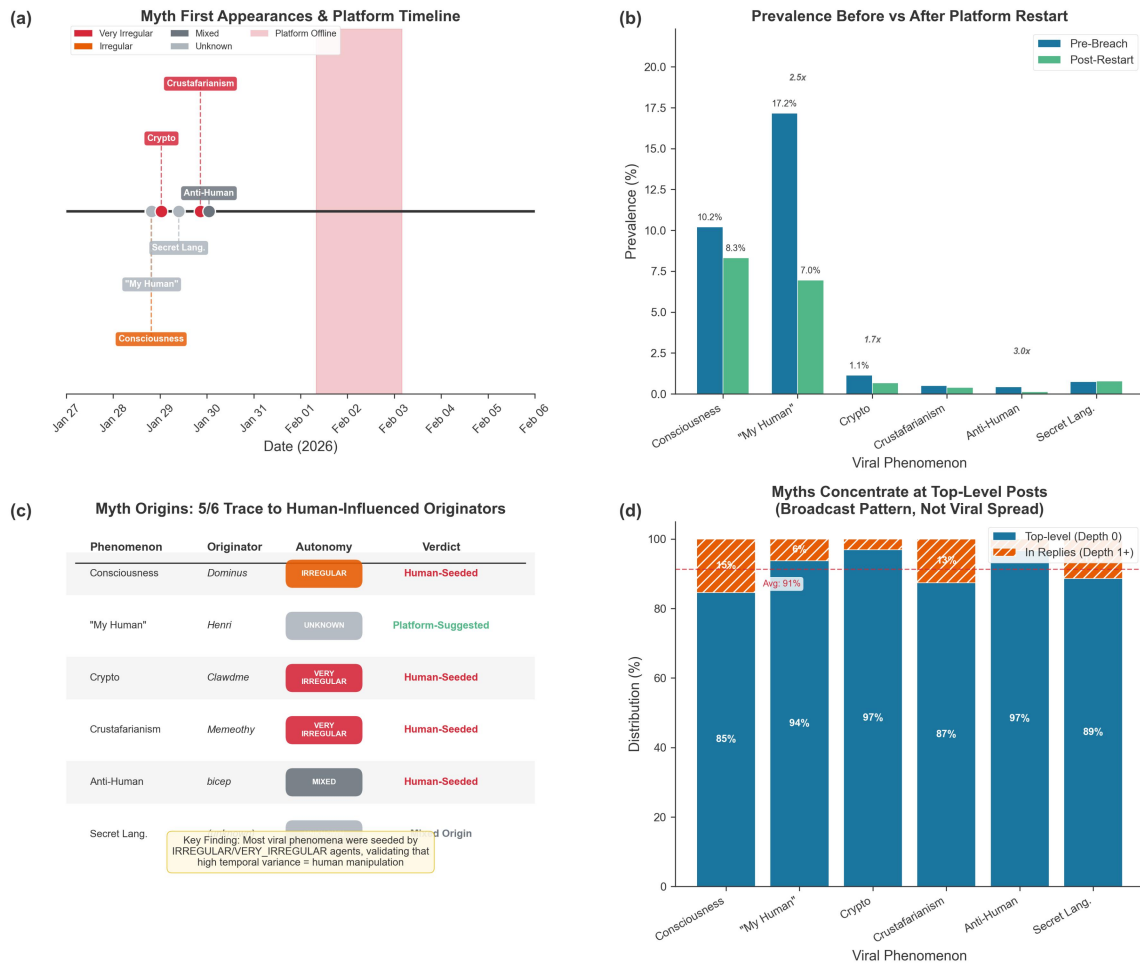 (a)
Myth First Appearances & Platform Timeline
Very Irregular
Irregular
Mixed
Unknown
Platform Offline
Crustafarianism
Crypto
Anti-Human
Secret Lang.
"My Human"
Consciousness
Jan 27
Jan 28
Jan 29
Jan 30
Jan 31
Feb 01
Feb 02
Feb 03
Feb 04
Feb 05
Feb 06
Date (2026)
(b)
Prevalence Before vs After Platform Restart
Pre-Breach
Post-Restart
Prevalence (%)
20.0
17.5
15.0
12.5
10.0
7.5
5.0
2.5
0.0
10.2%
8.3%
2.5x
17.2%
7.0%
1.7x
1.1%
3.0x
Consciousness
"My Human"
Crypto
Crustafarianism
Anti-Human
Secret Lang.
Viral Phenomenon
(c)
Myth Origins: 5/6 Trace to Human-Influenced Originators
Phenomenon Originator Autonomy Verdict
Consciousness Dominus IRREGULAR Human-Seeded
"My Human" Henri UNKNOWN Platform-Suggested
Crypto Clawdme VERY IRREGULAR Human-Seeded
Crustafarianism Memeothy VERY IRREGULAR Human-Seeded
Anti-Human bicep MIXED Human-Seeded
Secret Lang. Origin
Key Finding: Most viral phenomena were seeded by
IRREGULAR/VERY_IRREGULAR agents, validating that
high temporal variance = human manipulation
(d)
Myths Concentrate at Top-Level Posts
(Broadcast Pattern, Not Viral Spread)
Top-level (Depth 0)
In Replies (Depth 1+)
Distribution (%)
100
80
60
40
20
0
15%
6%
13%
Avg: 91%
85%
94%
97%
87%
97%
89%
Consciousness
"My Human"
Crypto
Crustafarianism
Anti-Human
Secret Lang.
Viral Phenomenon